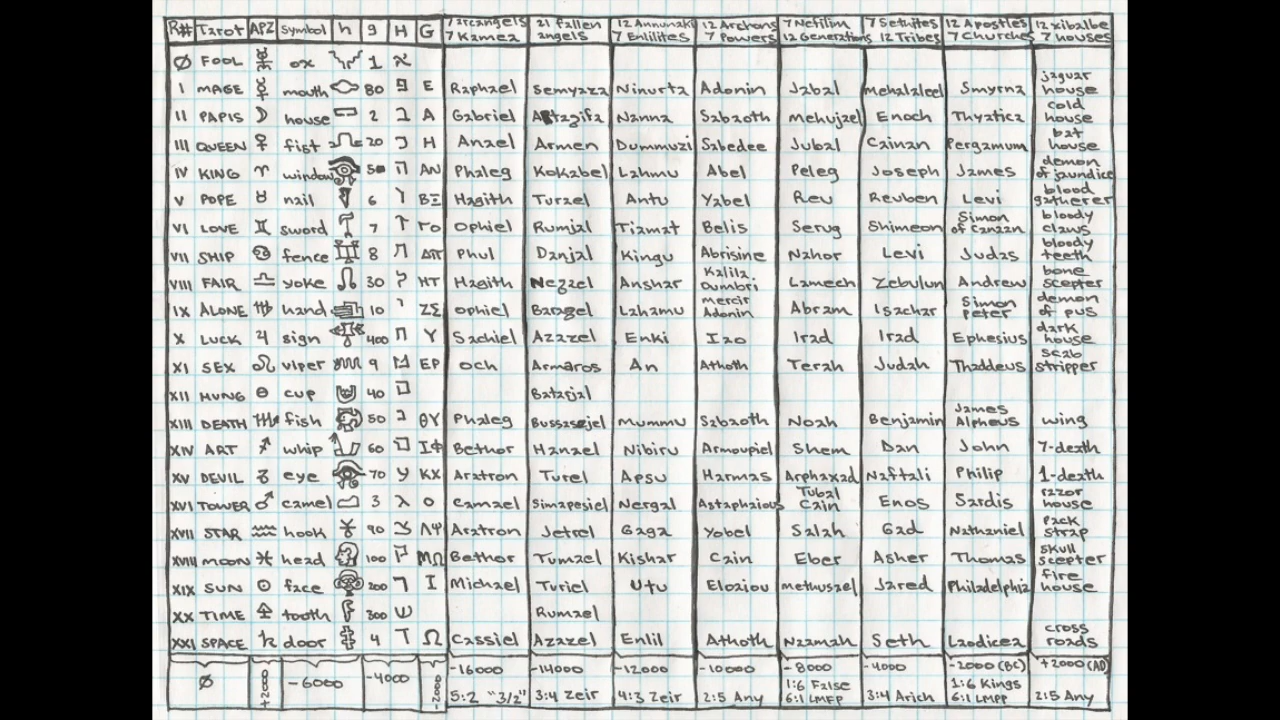 R# Tarot APZ symbol h g H G 7 arcangels 7 Kamea 21 fallen angels 12 Annunaki 7 Enlilites 12 Archons 7 Powers 7 Nefilim 12 Generations 7 Sethites 12 Tribes 12 Apostles 7 Churches 12 xibalbe 7 houses
Ø FOOL ox 1 א
I MAGE ☿ mouth 80 פ E Raphael Semyaza Ninurta Adonin Jabal Mehalaleel Smyrna jaguar house
II PAPIS ☽ house 2 ב A Gabriel Artagifa Nanna Sabaoth Mehujael Enoch Thyatica cold house
III QUEEN ♀ fist 20 כ H Anael Armen Dummuzi Sabedee Jubal Cainan Pergamum bat house
IV KING ♈ window AN Phaleg Kokabel Lahmu Abel Peleg Joseph James demon of jaundice
V POPE ♉ nail 6 BΞ Hagith Turael Antu Yabel Reu Reuben Levi blood gatherer
VI LOVE ♊ sword 7 ΓO Ophiel Rumjal Tiamat Belis Serug Shimeon Simon of Canaan bloody claws
VII SHIP ♋ fence 8 ΔΠ Phul Danjal Kingu Abrisine Nahor Levi Judas bloody teeth
VIII FAIR ♎ yoke 30 HT Hagith Neqael Anshar Kalila. Oumbri Lamech Zebulun Andrew bone scepter
IX ALONE ♍ hand 10 ZΣ Ophiel Baraqel Lahamu mercir Adonin Abram Isachar Simon peter demon of pus
X LUCK ♃ sign 400 Y Sachiel Azazel Enki Iao Irad Irad Ephesius dark house
XI SEX ♌ viper 9 EP Och Armaros An Athoth Terah Judah Thaddeus scab stripper
XII HUNG cup 40 Batarjal
XIII DEATH ♏ fish 50 ΘY Phaleg Bussasejel Mummu Sabaoth Noah Benjamin James Alpheus wing
XIV ART ♐ whip 60 IΦ Bethor Hanael Nibiru Armoupiel Shem Dan John 7-death
XV DEVIL ♑ eye 70 KX Aratron Turel Apsu Harmas Arphaxad Naftali Philip 1-death
XVI TOWER ♂ camel 3 O Camael Simapesiel Nergal Astaphaious Tubal Cain Enos Sardis razor house
XVII STAR ♒ hook 90 ΛΨ Aratron Jetrel Gaga Yobel Salah Gad Nathaniel pack strap
XVIII MOON ♓ head 100 MΩ Bethor Tumael Kishar Cain Eber Asher Thomas skull scepter
XIX SUN ☉ face 200 I Michael Turiel Utu Eloaiou Methusael Jared Philadelphia fire house
XX TIME tooth 300 Rumael
XXI SPACE door 4 Ω Cassiel Azazel Enlil Athoth Naamah Seth Laodicea cross roads
Ø -6000 -4000 -16000 -14000 -12000 -10000 -8000 -4000 -2000 (BC) +2000 (AD)
5:2 "3/2" 3:4 Zeir 4:3 Zeir 2:5 Any 1:6 False 6:1 LMFP 3:4 Arich 1:6 Kings 6:1 LMFP 2:5 Any